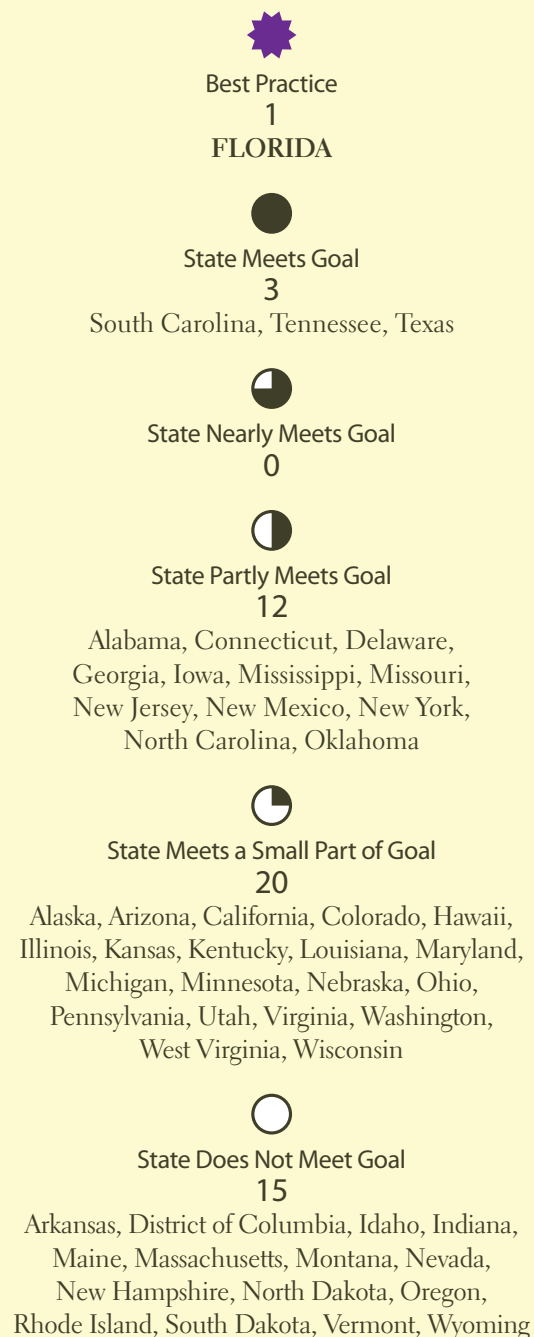 Best Practice
1
FLORIDA
State Meets Goal
3
South Carolina, Tennessee, Texas
State Nearly Meets Goal
0
State Partly Meets Goal
12
Alabama, Connecticut, Delaware,
Georgia, Iowa, Mississippi, Missouri,
New Jersey, New Mexico, New York,
North Carolina, Oklahoma
State Meets a Small Part of Goal
20
Alaska, Arizona, California, Colorado, Hawaii,
Illinois, Kansas, Kentucky, Louisiana, Maryland,
Michigan, Minnesota, Nebraska, Ohio,
Pennsylvania, Utah, Virginia, Washington,
West Virginia, Wisconsin
State Does Not Meet Goal
15
Arkansas, District of Columbia, Idaho, Indiana,
Maine, Massachusetts, Montana, Nevada,
New Hampshire, North Dakota, Oregon,
Rhode Island, South Dakota, Vermont, Wyoming